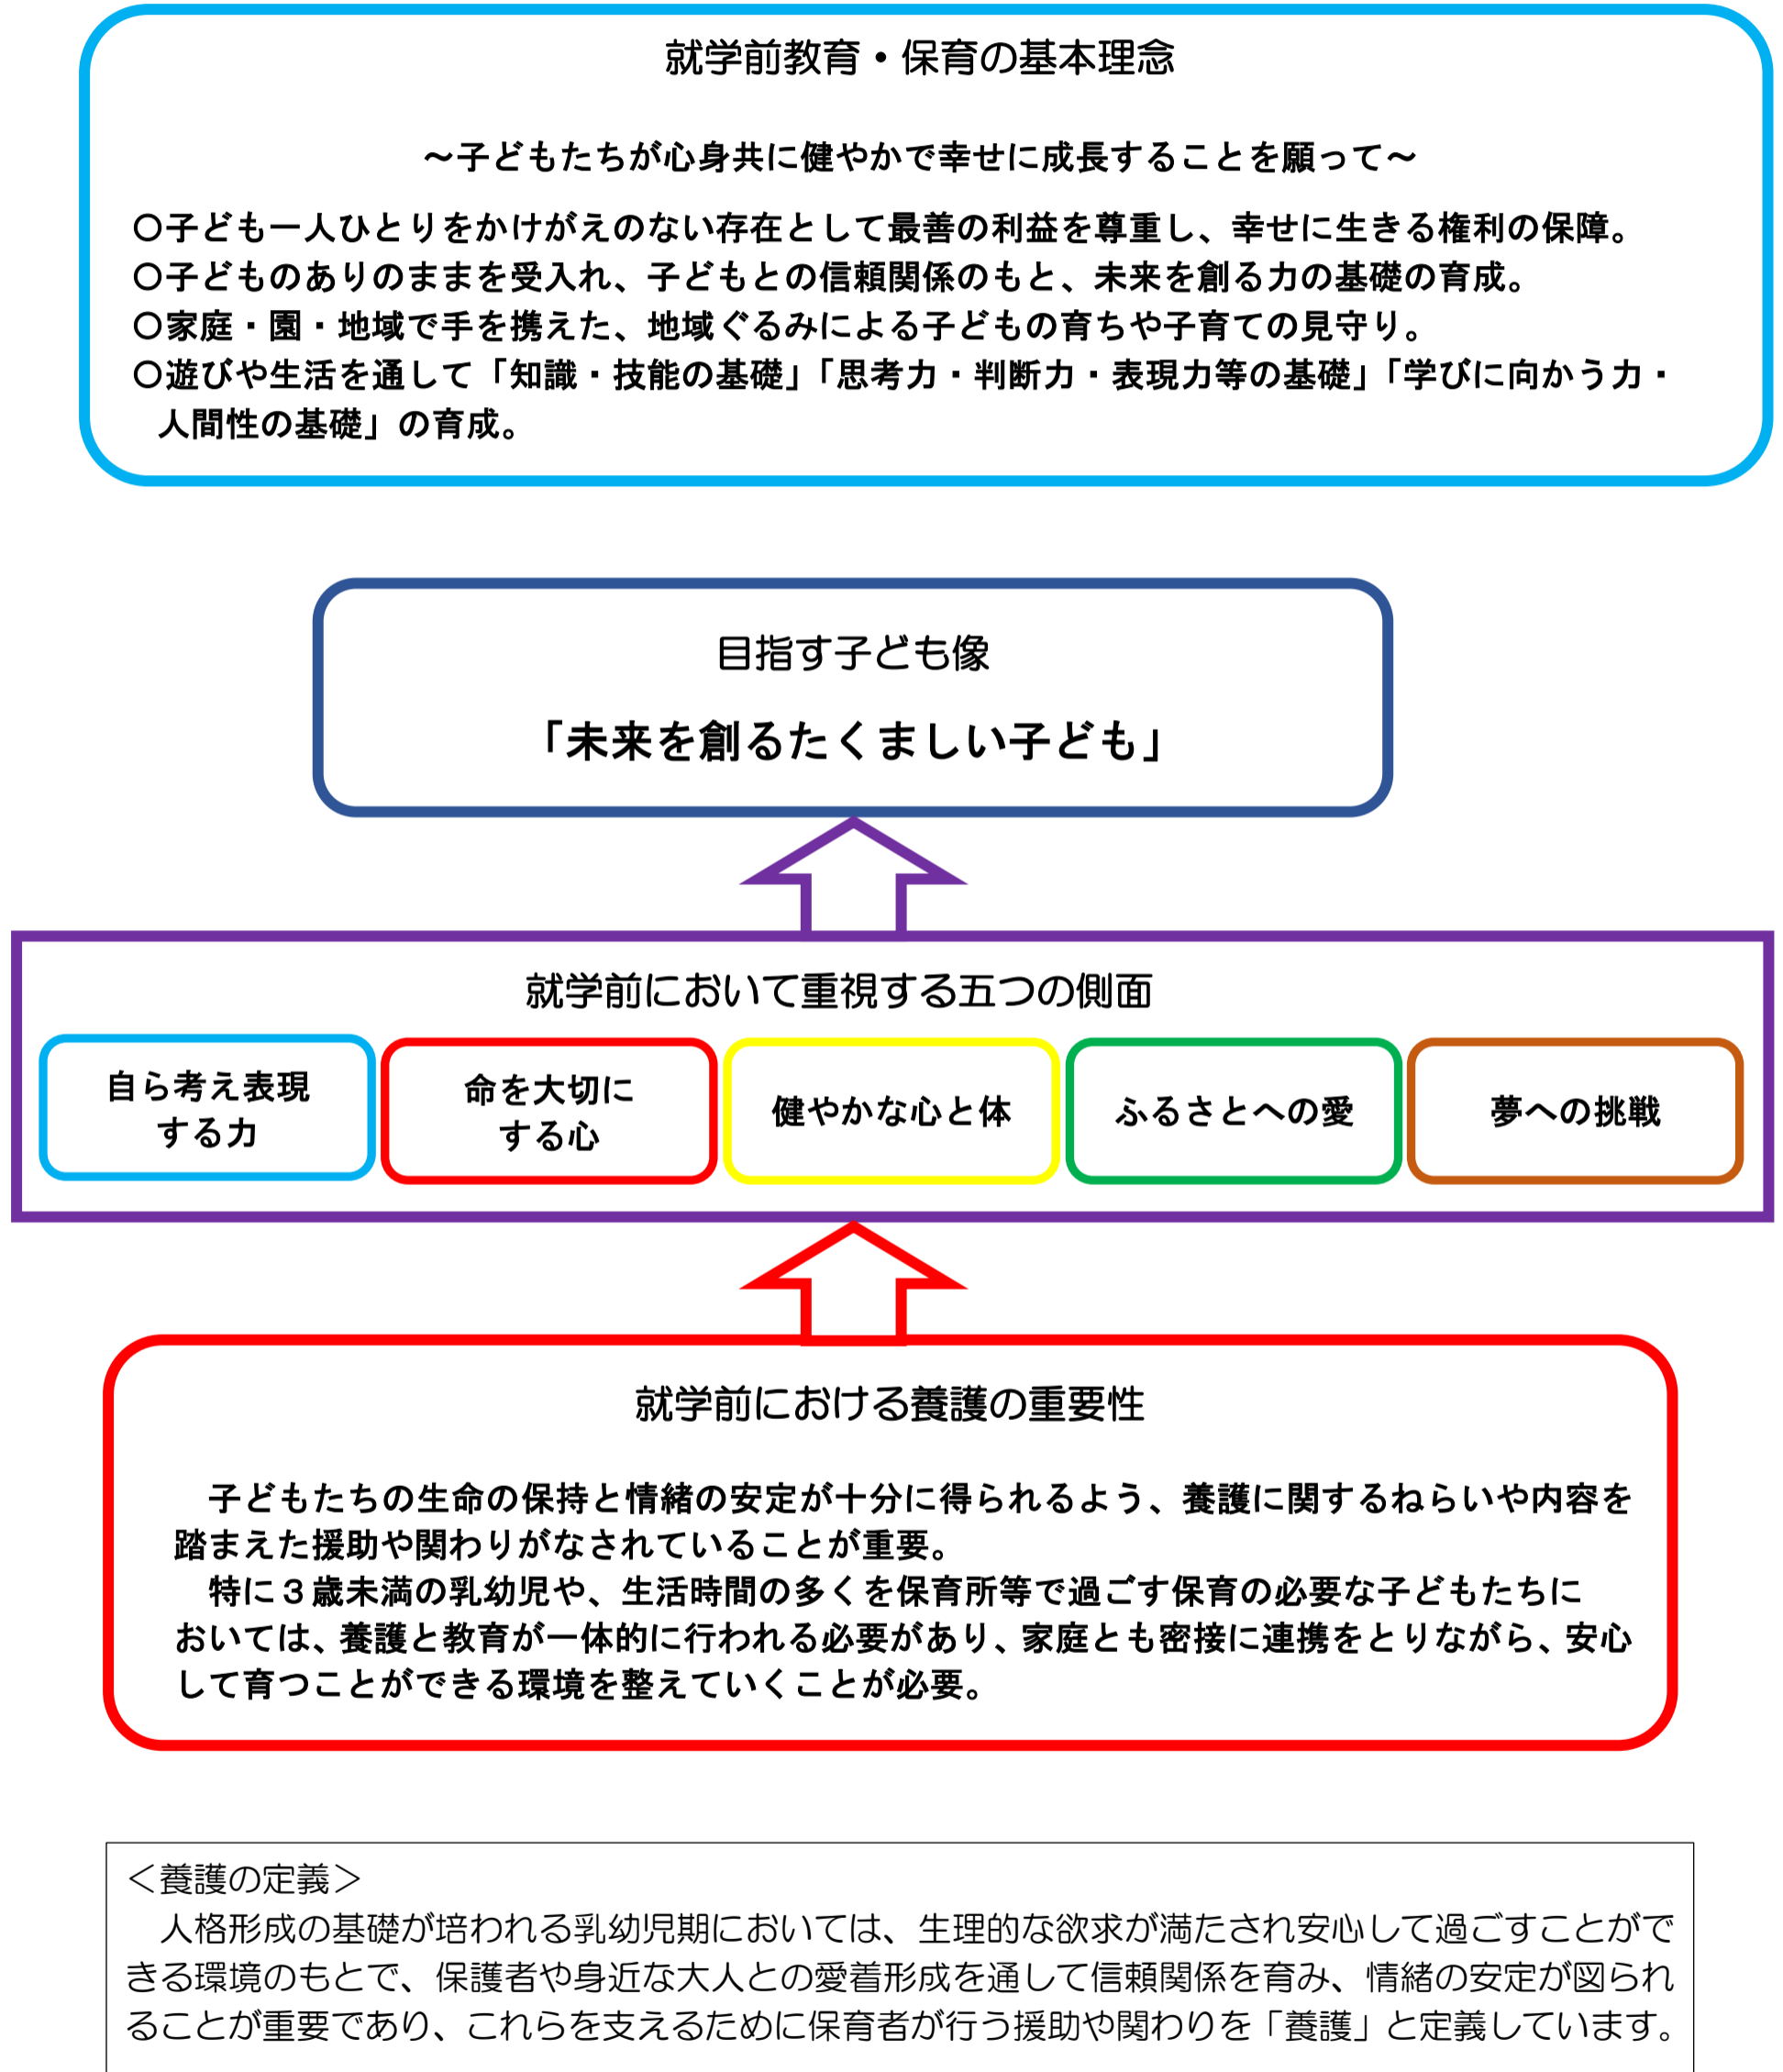 就学前教育・保育の基本理念
～子どもたちが心身共に健やかで幸せに成長することを願って～
〇子ども一人ひとりをかけがえのない存在として最善の利益を尊重し、幸せに生きる権利の保障。
〇子どものありのままを受入れ、子どもとの信頼関係のもと、未来を創る力の基礎の育成。
〇家庭・園・地域で手を携えた、地域ぐるみによる子どもの育ちや子育ての見守り。
〇遊びや生活を通して「知識・技能の基礎」「思考力・判断力・表現力等の基礎」「学びに向かう力・
人間性の基礎」の育成。
目指す子ども像
「未来を創るたくましい子ども」
就学前において重視する五つの側面
自ら考え表現
する力
命を大切に
する心
健やかな心と体
ふるさとへの愛
夢への挑戦
就学前における養護の重要性
子どもたちの生命の保持と情緒の安定が十分に得られるよう、養護に関するねらいや内容を
踏まえた援助や関わりがなされていることが重要。
特に３歳未満の乳幼児や、生活時間の多くを保育所等で過ごす保育の必要な子どもたちに
おいては、養護と教育が一体的に行われる必要があり、家庭とも密接に連携をとりながら、安心
して育つことができる環境を整えていくことが必要。
＜養護の定義＞
人格形成の基礎が培われる乳幼児期においては、生理的な欲求が満たされ安心して過ごすことがで
きる環境のもとで、保護者や身近な大人との愛着形成を通して信頼関係を育み、情緒の安定が図られ
ることが重要であり、これらを支えるために保育者が行う援助や関わりを「養護」と定義しています。